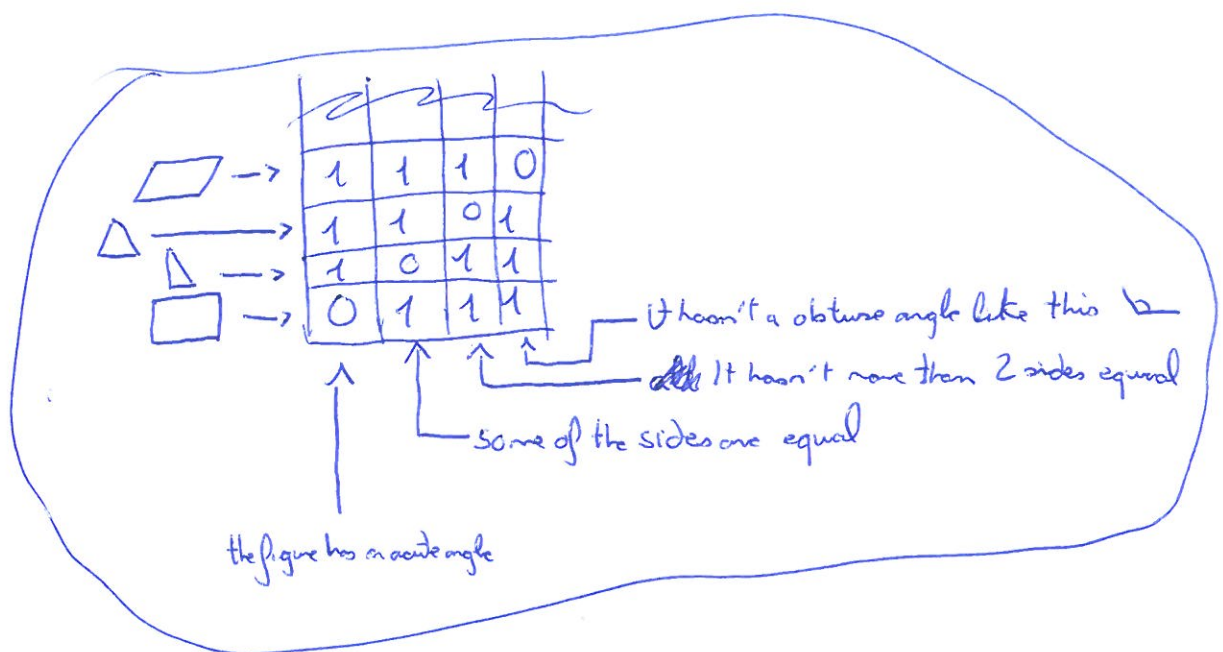 1 1 1 0
1 1 0 1
1 0 1 1
0 1 1 1
it hasn't a obtuse angle like this
It hasn't more than 2 sides equal
some of the sides are equal
the figure has an acute angle